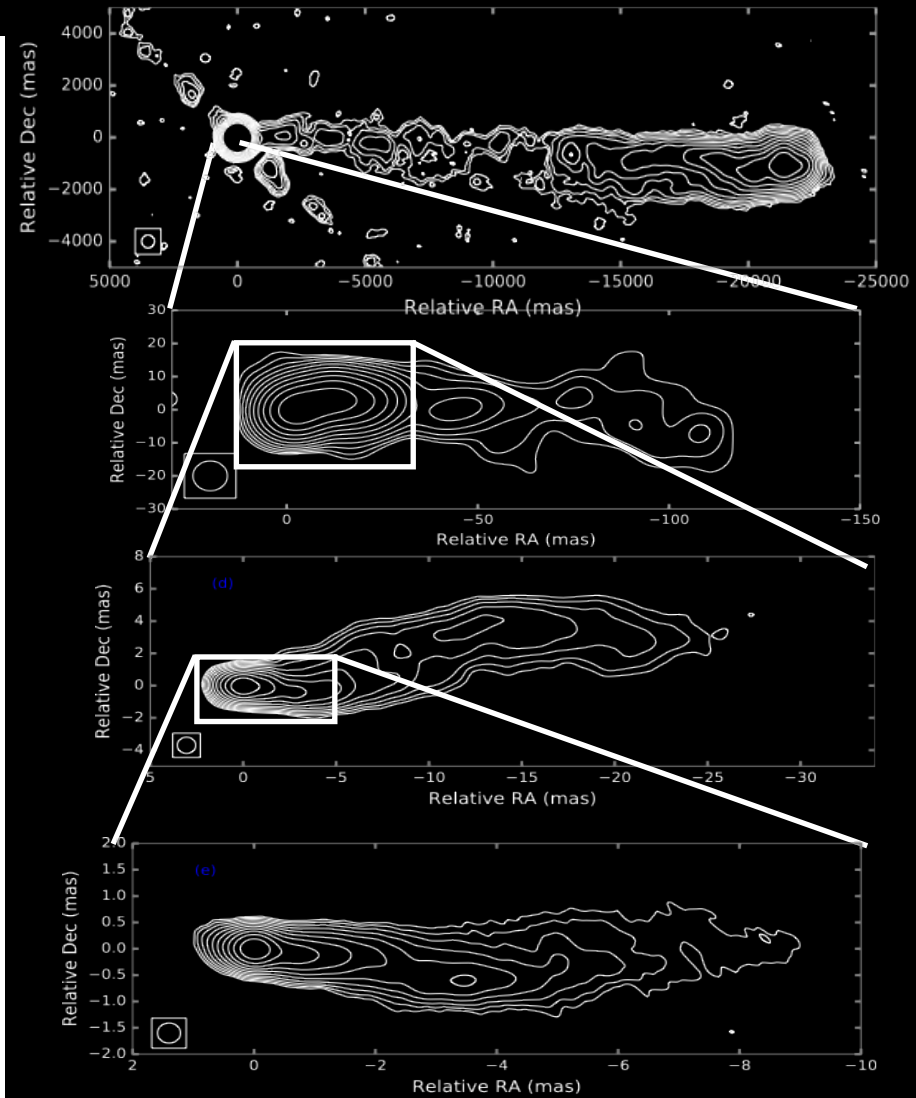 Relative Dec (mas)
4000
2000
0
−2000
−4000
5000 0 −5000 −10000 −15000 −20000 −25000
Relative RA (mas)
Relative Dec (mas)
30
20
10
0
−10
−20
−30
0 −50 −100 −150
Relative RA (mas)
Relative Dec (mas)
8
6
4
2
0
−2
−4
(d)
5 0 −5 −10 −15 −20 −25 −30
Relative RA (mas)
Relative Dec (mas)
2.0
1.5
1.0
0.5
0.0
−0.5
−1.0
−1.5
−2.0
(e)
2 0 −2 −4 −6 −8 −10
Relative RA (mas)